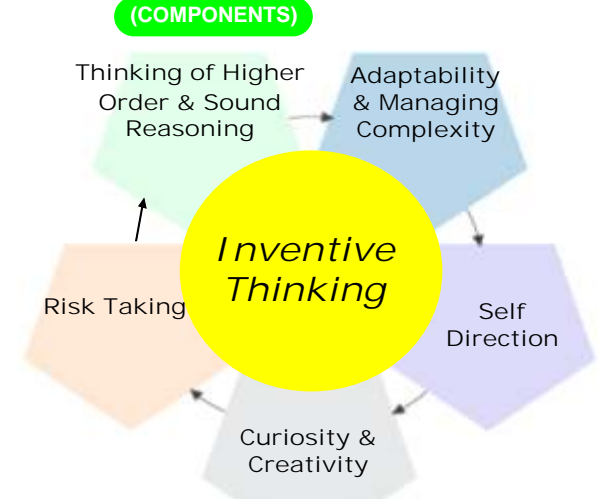 (COMPONENTS)
Thinking of Higher
Order & Sound
Reasoning
Adaptability
& Managing
Complexity
Inventive
Thinking
Risk Taking
Self
Direction
Curiosity &
Creativity